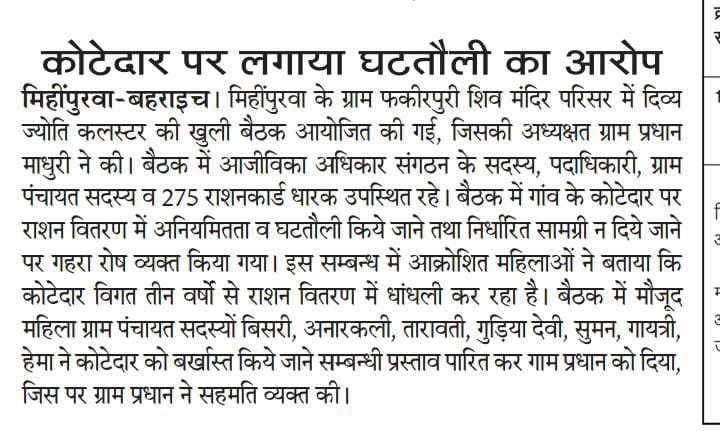 कोटेदार पर लगाया घटतौली का आरोप
मिहींपुरवा-बहराइच। मिहींपुरवा के ग्राम फकीरपुरी शिव मंदिर परिसर में दिव्य
ज्योति कलस्टर की खुली बैठक आयोजित की गई, जिसकी अध्यक्षत ग्राम प्रधान
माधुरी ने की। बैठक में आजीविका अधिकार संगठन के सदस्य, पदाधिकारी, ग्राम
पंचायत सदस्य व 275 राशनकार्ड धारक उपस्थित रहे। बैठक में गांव के कोटेदार पर
राशन वितरण में अनियमितता व घटतौली किये जाने तथा निर्धारित सामग्री न दिये जाने
पर गहरा रोष व्यक्त किया गया। इस सम्बन्ध में आक्रोशित महिलाओं ने बताया कि
कोटेदार विगत तीन वर्षो से राशन वितरण में धांधली कर रहा है। बैठक में मौजूद
महिला ग्राम पंचायत सदस्यों बिसरी, अनारकली, तारावती, गुड़िया देवी, सुमन, गायत्री,
हेमा ने कोटेदार को बर्खास्त किये जाने सम्बन्धी प्रस्ताव पारित कर गाम प्रधान को दिया,
जिस पर ग्राम प्रधान ने सहमति व्यक्त की।